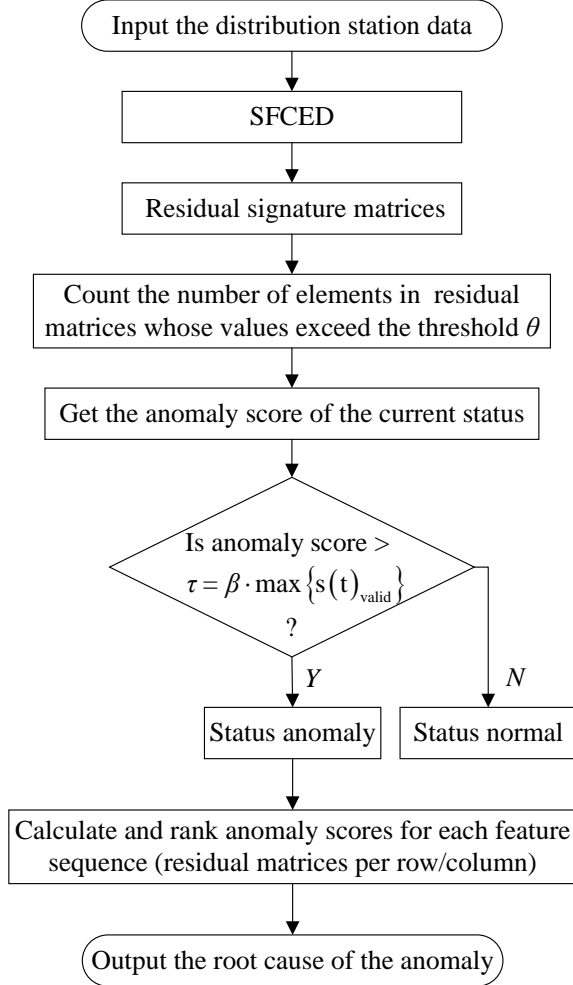 Input the distribution station data
SFCED
Residual signature matrices
Count the number of elements in residual
matrices whose values exceed the threshold θ
Get the anomaly score of the current status
Is anomaly score >
τ = β · max{s(t)valid}
?
Y
N
Status anomaly
Status normal
Calculate and rank anomaly scores for each feature
sequence (residual matrices per row/column)
Output the root cause of the anomaly